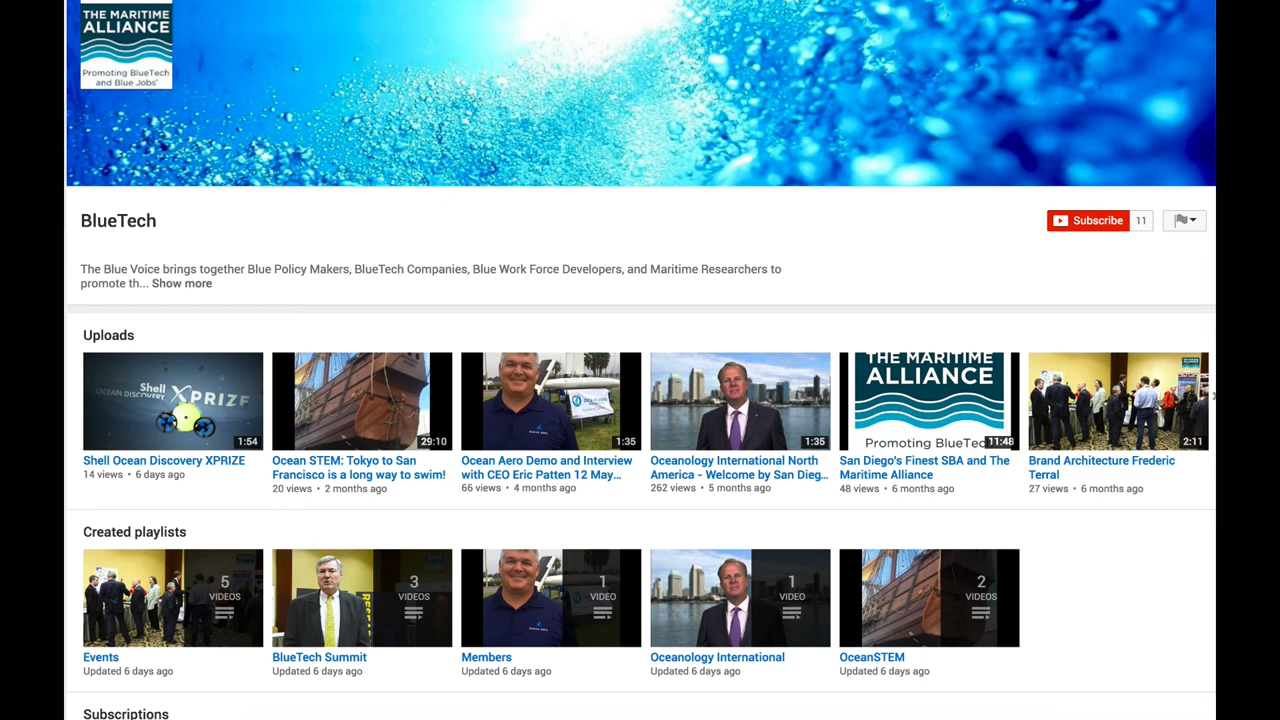 THE MARITIME
ALLIANCE
Promoting BlueTech
and Blue Jobs
BlueTech
Subscribe 11
The Blue Voice brings together Blue Policy Makers, BlueTech Companies, Blue Work Force Developers, and Maritime Researchers to
promote th... Show more
Uploads
Shell
OCEAN DISCOVERY XPRIZE
1:54
Shell Ocean Discovery XPRIZE
14 views • 6 days ago
29:10
Ocean STEM: Tokyo to San
Francisco is a long way to swim!
20 views • 2 months ago
1:35
Ocean Aero Demo and Interview
with CEO Eric Patten 12 May...
66 views • 4 months ago
1:35
Oceanology International North
America - Welcome by San Dieg...
262 views • 5 months ago
THE MARITIME
ALLIANCE
Promoting BlueTec
11:48
San Diego's Finest SBA and The
Maritime Alliance
48 views • 6 months ago
2:11
Brand Architecture Frederic
Terral
27 views • 6 months ago
Created playlists
5
VIDEOS
Events
Updated 6 days ago
3
VIDEOS
BlueTech Summit
Updated 6 days ago
1
VIDEO
Members
Updated 6 days ago
1
VIDEO
Oceanology International
Updated 6 days ago
2
VIDEOS
OceanSTEM
Updated 6 days ago
Subscriptions